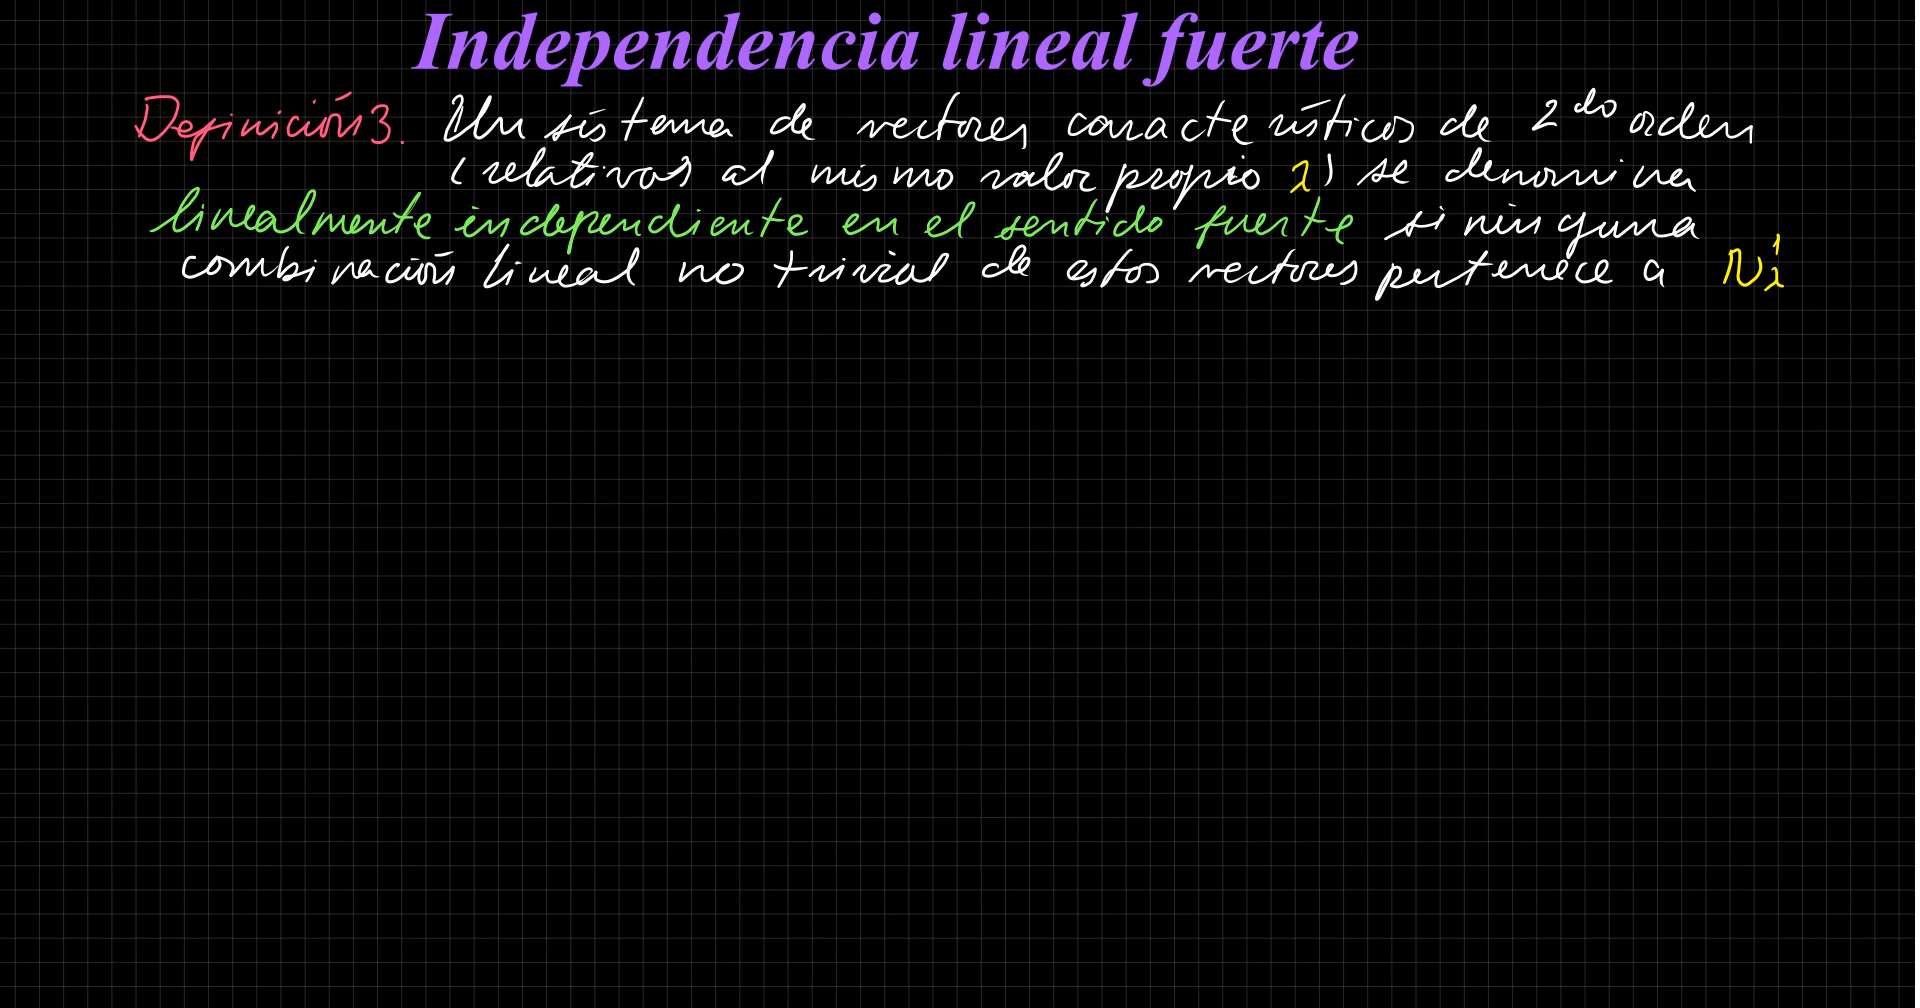 Independencia lineal fuerte
Definición 3. Un sistema de vectores característicos de 2do orden
(relativos al mismo valor propio λ) se denomina
linealmente independiente en el sentido fuerte si ninguna
combinación lineal no trivial de estos vectores pertenece a N¹_λ